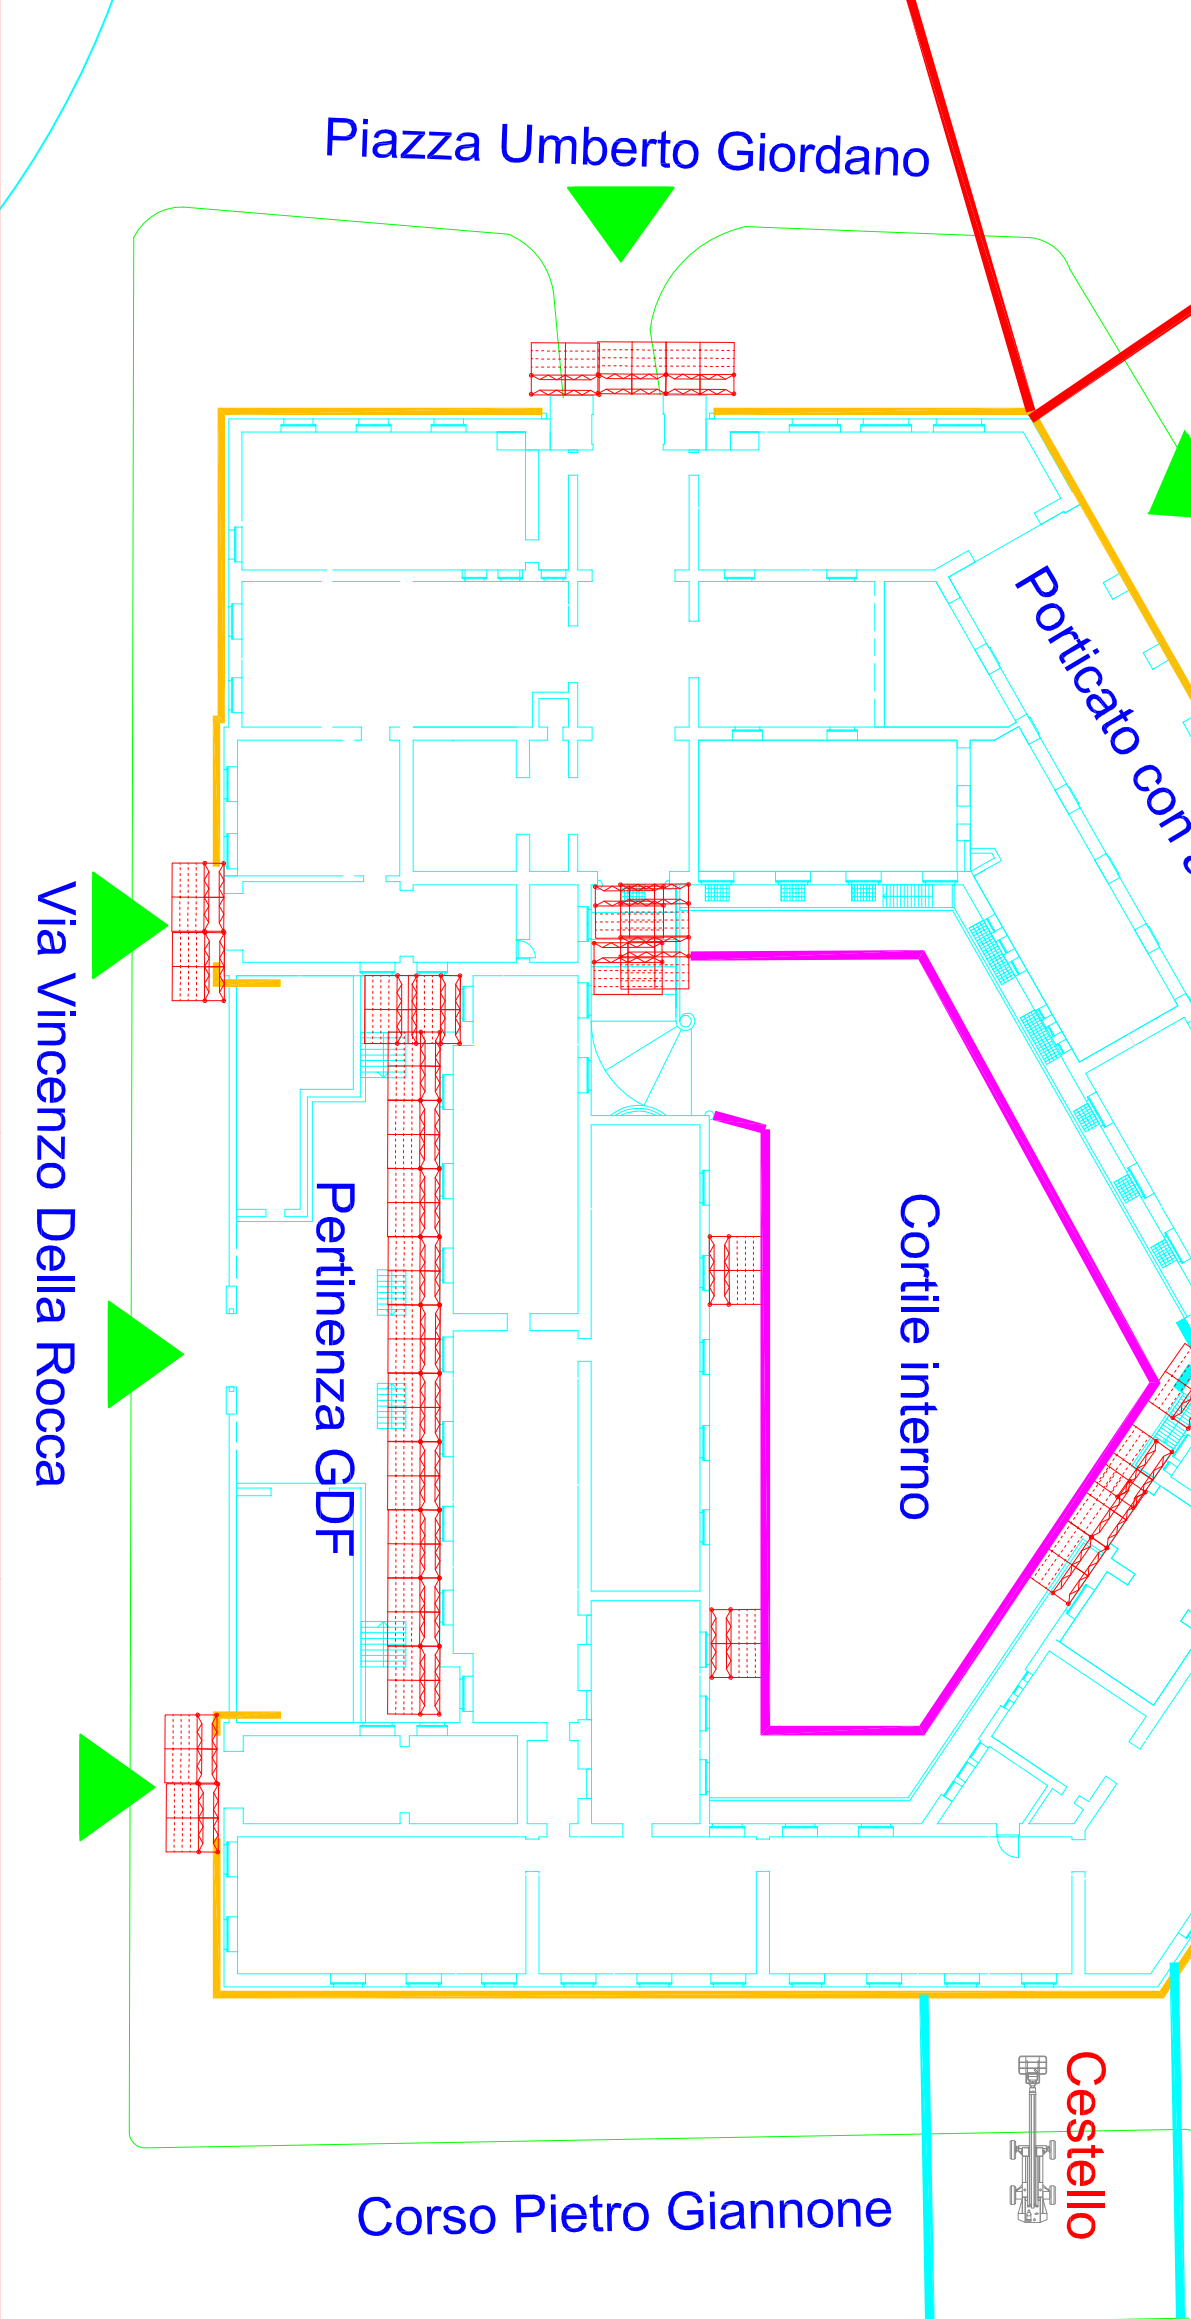 Piazza Umberto Giordano
Porticato con
Via Vincenzo Della Rocca
Pertinenza GDF
Cortile interno
Cestello
Corso Pietro Giannone